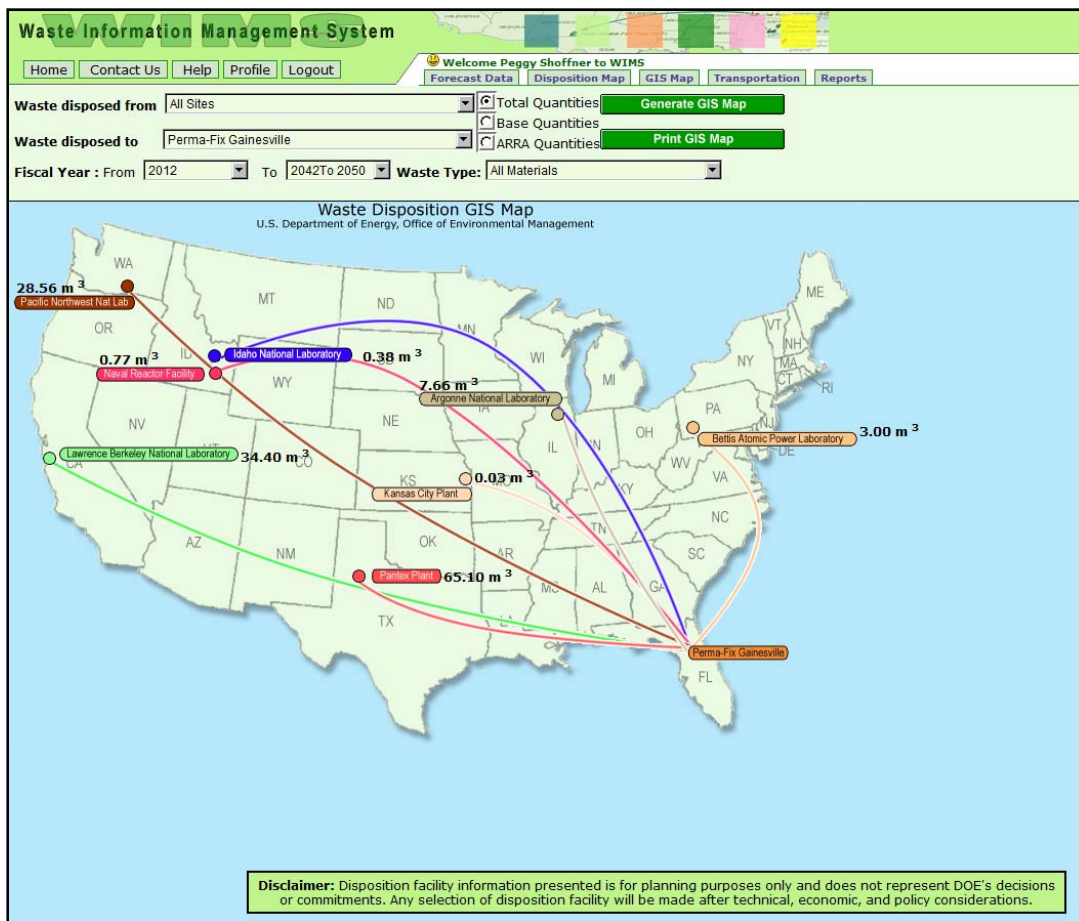 Waste Information Management System
Home Contact Us Help Profile Logout
Welcome Peggy Shoffner to WIMS
Forecast Data Disposition Map GIS Map Transportation Reports
Waste disposed from All Sites Total Quantities Generate GIS Map
Base Quantities
Waste disposed to Perma-Fix Gainesville ARRA Quantities Print GIS Map
Fiscal Year : From 2012 To 2042To 2050 Waste Type: All Materials
Waste Disposition GIS Map
U.S. Department of Energy, Office of Environmental Management
WA
28.56 m 3
Pacific Northwest Nat Lab
MT
ND
ME
OR
MN
VT
NH
ID
Idaho National Laboratory 0.38 m 3
0.77 m 3
Naval Reactor Facility
WI
NY
MA
CT
RI
WY
MI
7.66 m 3
Argonne National Laboratory
IA
PA
NJ
NV
NE
OH
Bettis Atomic Power Laboratory 3.00 m 3
DE
IL
IN
Lawrence Berkeley National Laboratory 34.40 m 3
CA
CO
WV
VA
KS
0.03 m 3
Kansas City Plant
MO
KY
NC
TN
AZ
NM
OK
AR
SC
Pantex Plant 65.10 m 3
MS
AL
GA
TX
LA
Perma-Fix Gainesville
FL
Disclaimer: Disposition facility information presented is for planning purposes only and does not represent DOE's decisions
or commitments. Any selection of disposition facility will be made after technical, economic, and policy considerations.